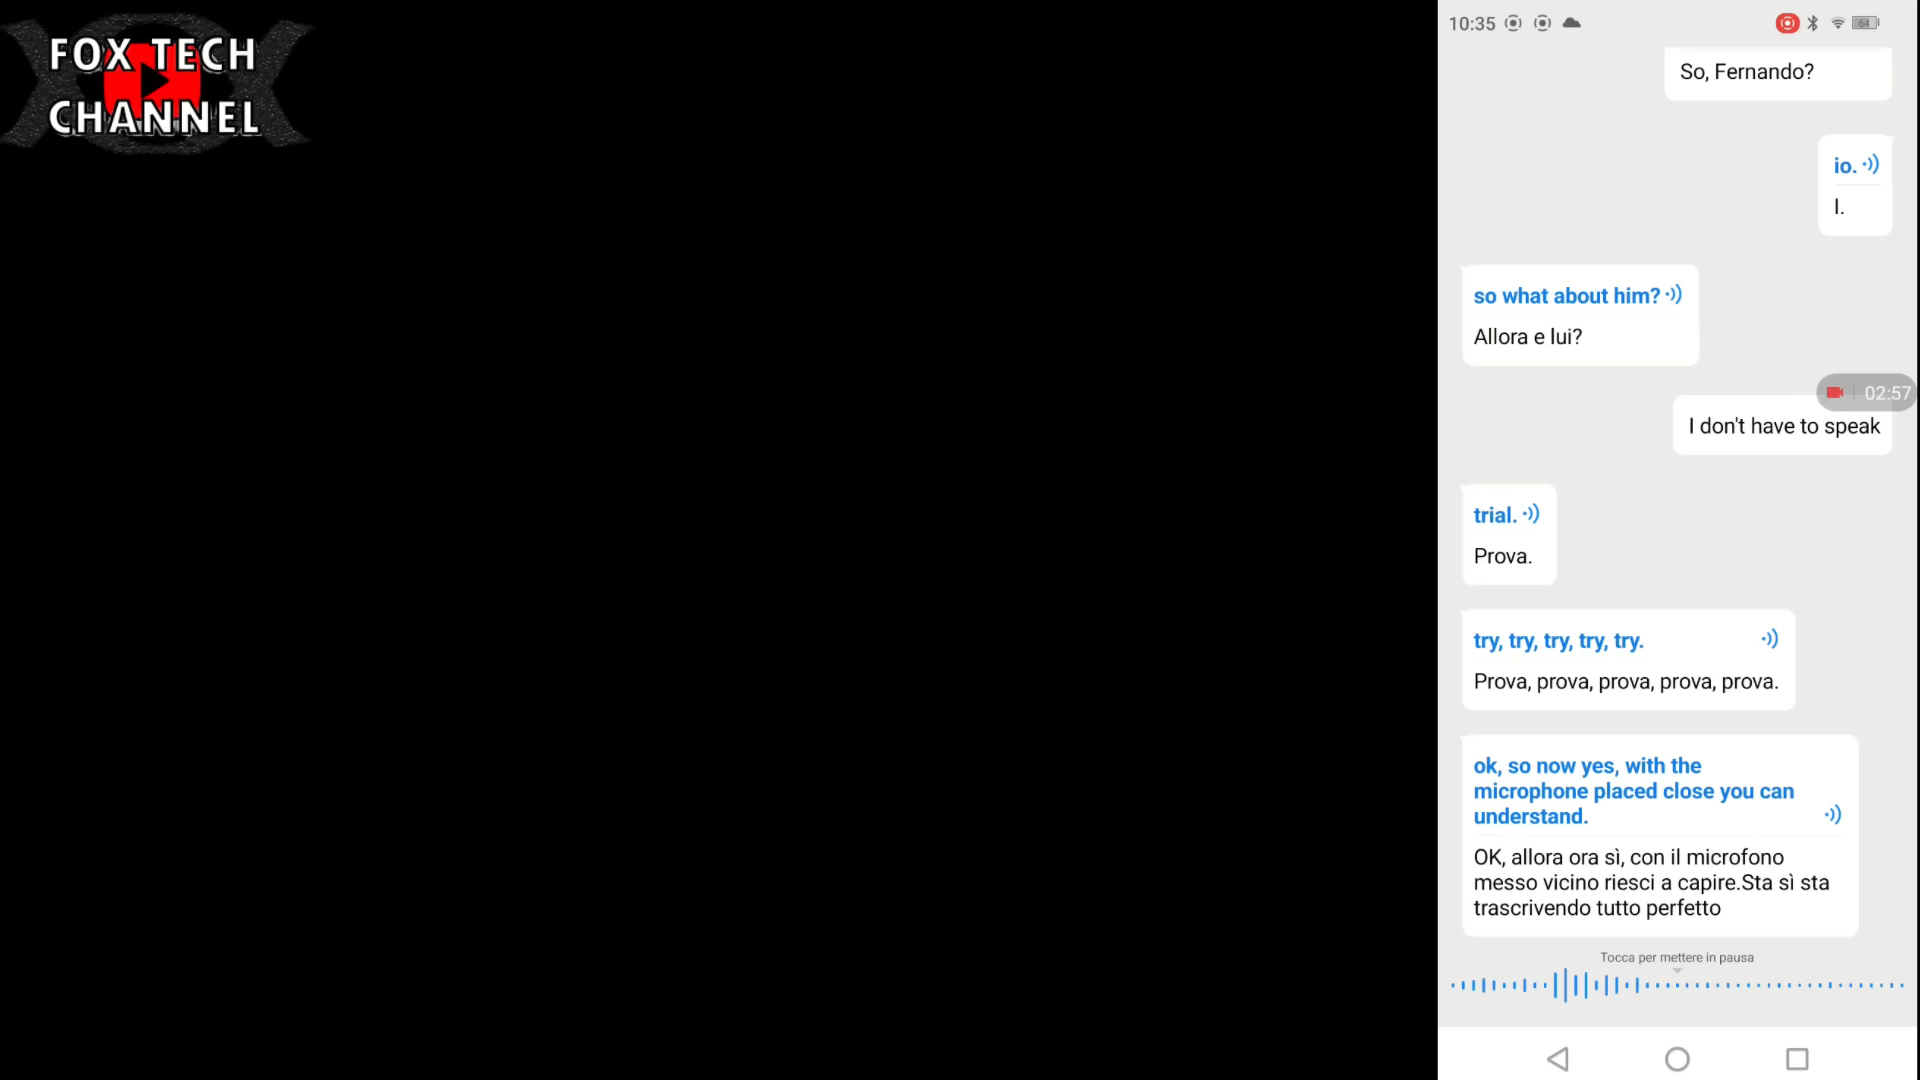 FOX TECH
CHANNEL
10:35
64
So, Fernando?
io.
I.
so what about him?
Allora e lui?
02:57
I don't have to speak
trial.
Prova.
try, try, try, try, try.
Prova, prova, prova, prova, prova.
ok, so now yes, with the
microphone placed close you can
understand.
OK, allora ora sì, con il microfono
messo vicino riesci a capire.Sta sì sta
trascrivendo tutto perfetto
Tocca per mettere in pausa